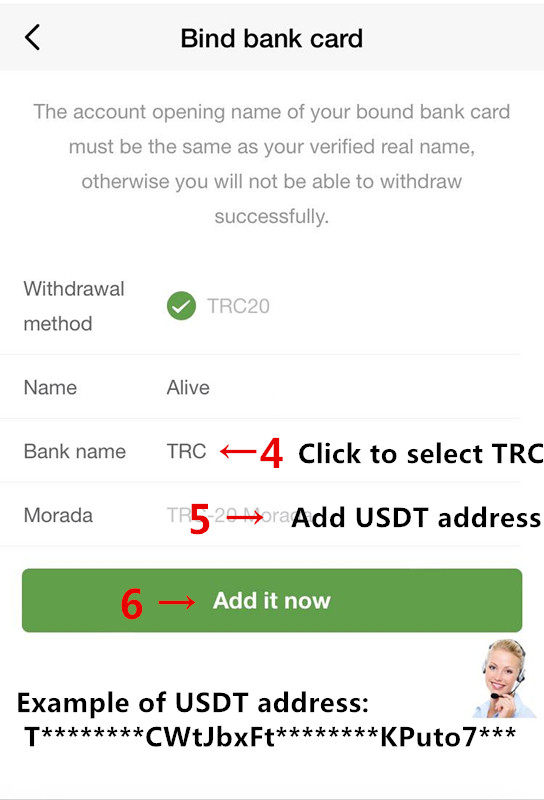 Bind bank card
The account opening name of your bound bank card
must be the same as your verified real name,
otherwise you will not be able to withdraw
successfully.
Withdrawal
method
TRC20
Name Alive
Bank name TRC ←4 Click to select TRC
Morada TRC-20 Morada 5 → Add USDT address
6 → Add it now
Example of USDT address:
T********CWtJbxFt********KPuto7***